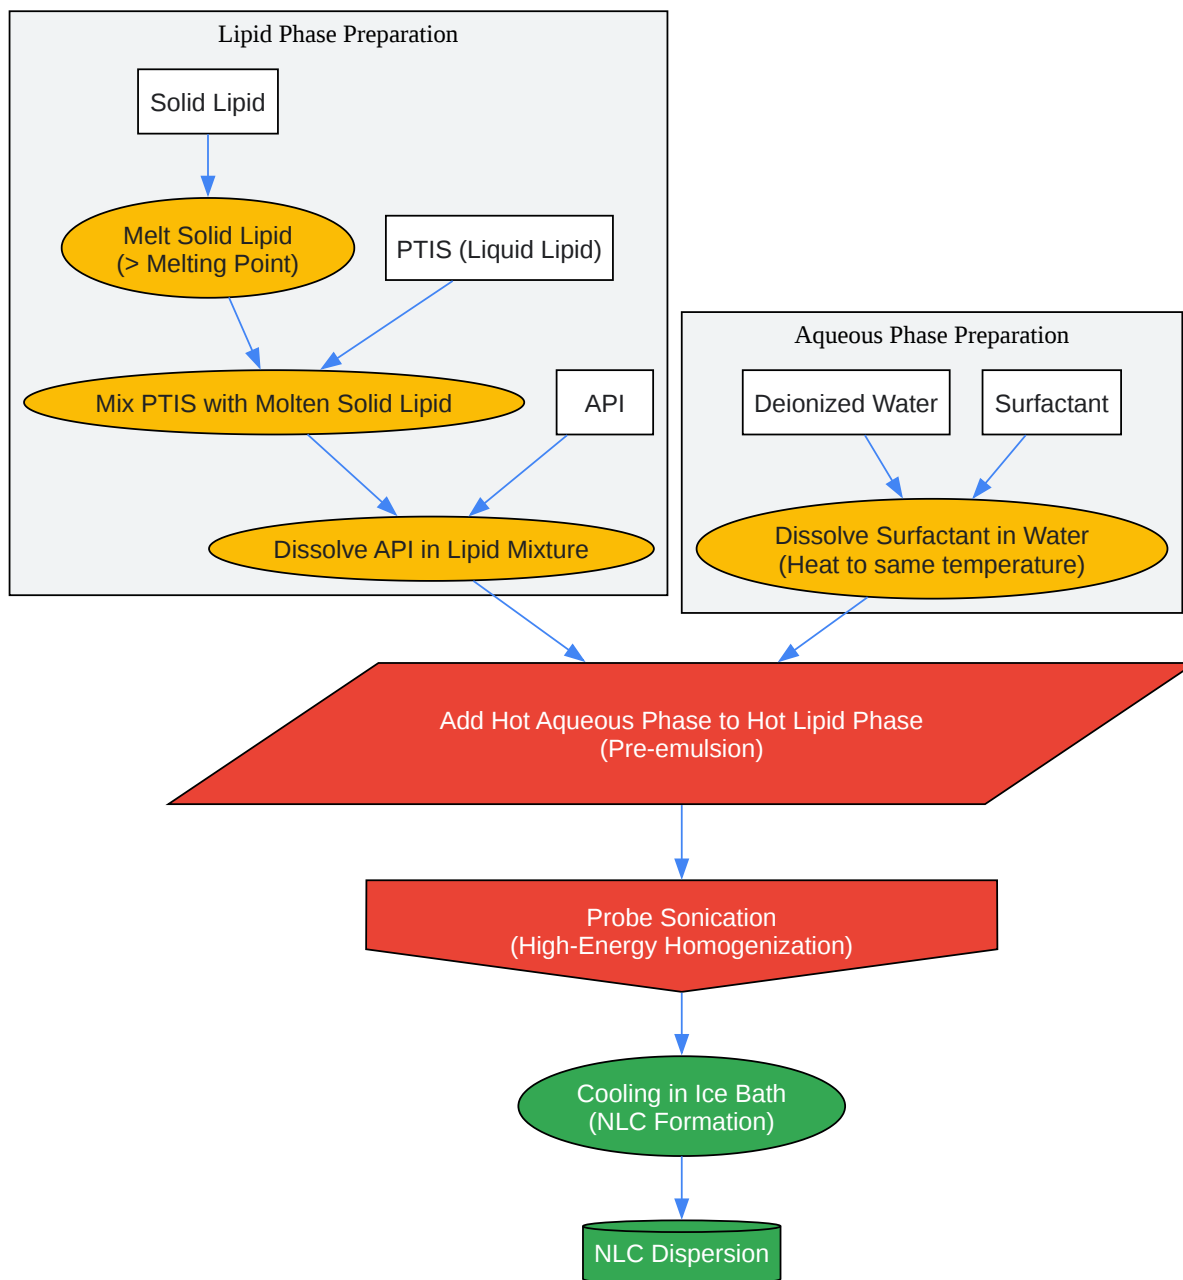 Lipid Phase Preparation
Solid Lipid
Melt Solid Lipid
(> Melting Point)
PTIS (Liquid Lipid)
Mix PTIS with Molten Solid Lipid
API
Dissolve API in Lipid Mixture
Aqueous Phase Preparation
Deionized Water
Surfactant
Dissolve Surfactant in Water
(Heat to same temperature)
Add Hot Aqueous Phase to Hot Lipid Phase
(Pre-emulsion)
Probe Sonication
(High-Energy Homogenization)
Cooling in Ice Bath
(NLC Formation)
NLC Dispersion